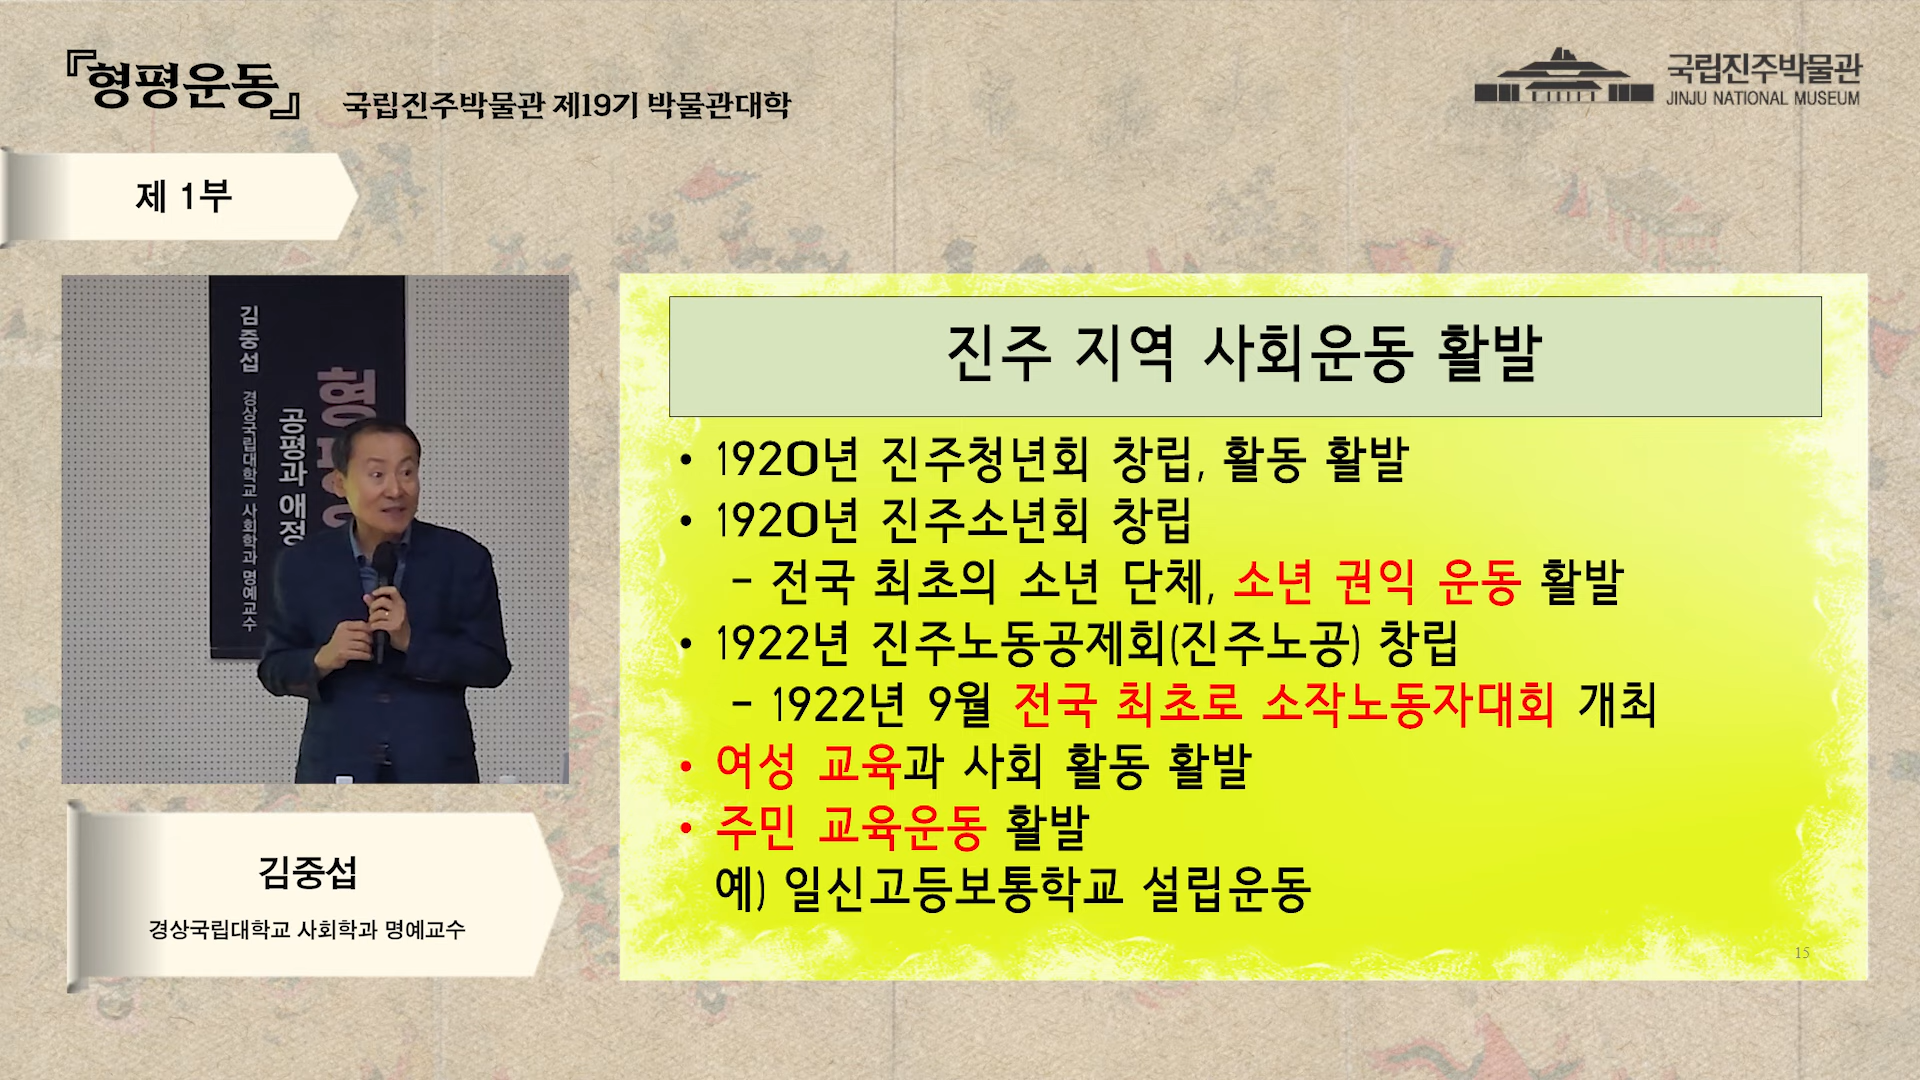 『형평운동』
국립진주박물관 제19기 박물관대학
국립진주박물관
JINJU NATIONAL MUSEUM
제 1부
김중섭
경상국립대학교 사회학과 명예교수
공평과 애정
형평
김중섭
경상국립대학교 사회학과 명예교수
진주 지역 사회운동 활발
• 1920년 진주청년회 창립, 활동 활발
• 1920년 진주소년회 창립
– 전국 최초의 소년 단체, 소년 권익 운동 활발
• 1922년 진주노동공제회(진주노공) 창립
– 1922년 9월 전국 최초로 소작노동자대회 개최
• 여성 교육과 사회 활동 활발
• 주민 교육운동 활발
예) 일신고등보통학교 설립운동
15